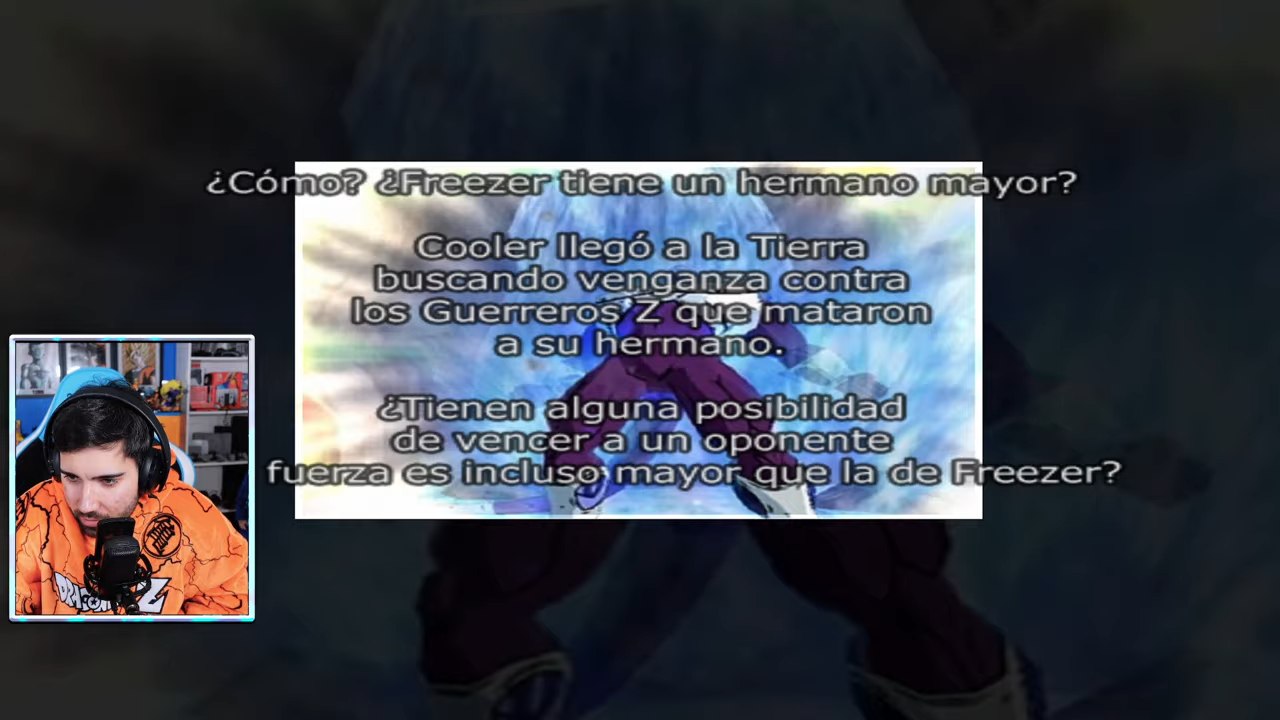 ¿Cómo? ¿Freezer tiene un hermano mayor?
Cooler llegó a la Tierra
buscando venganza contra
los Guerreros Z que mataron
a su hermano.
¿Tienen alguna posibilidad
de vencer a un oponente
fuerza es incluso mayor que la de Freezer?